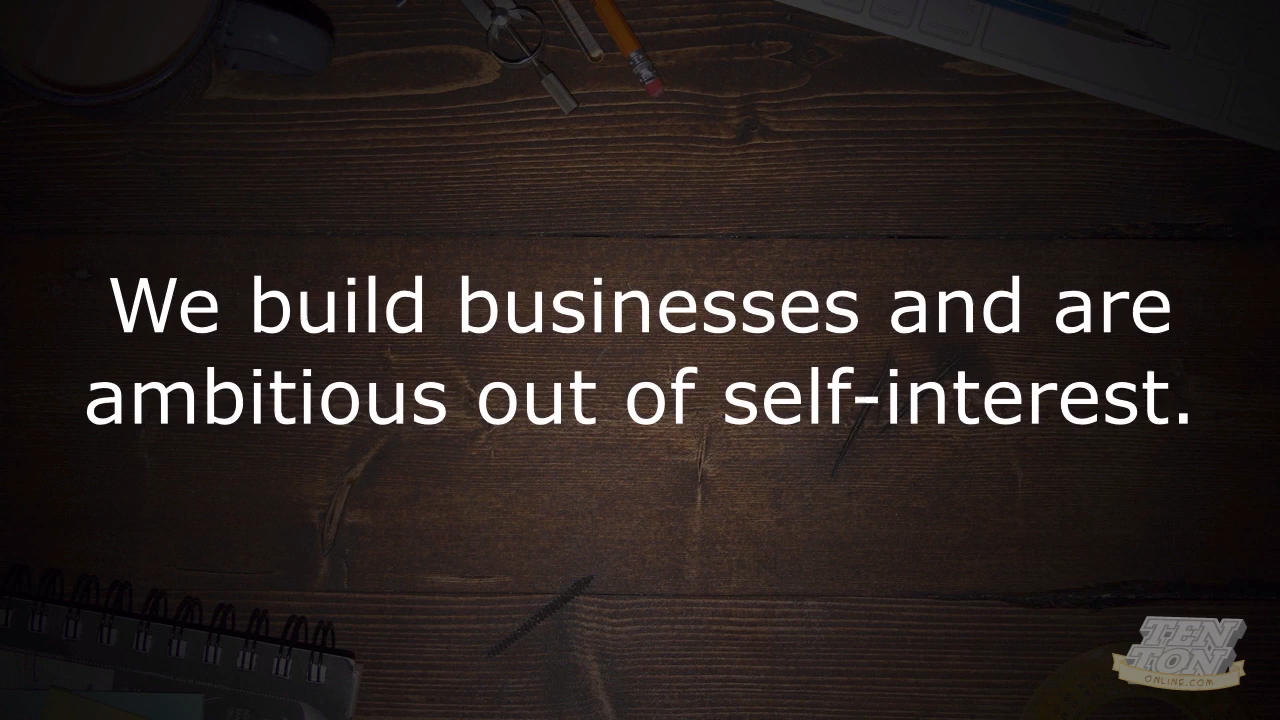 We build businesses and are
ambitious out of self-interest.
TEN
TON
ONLINE.COM